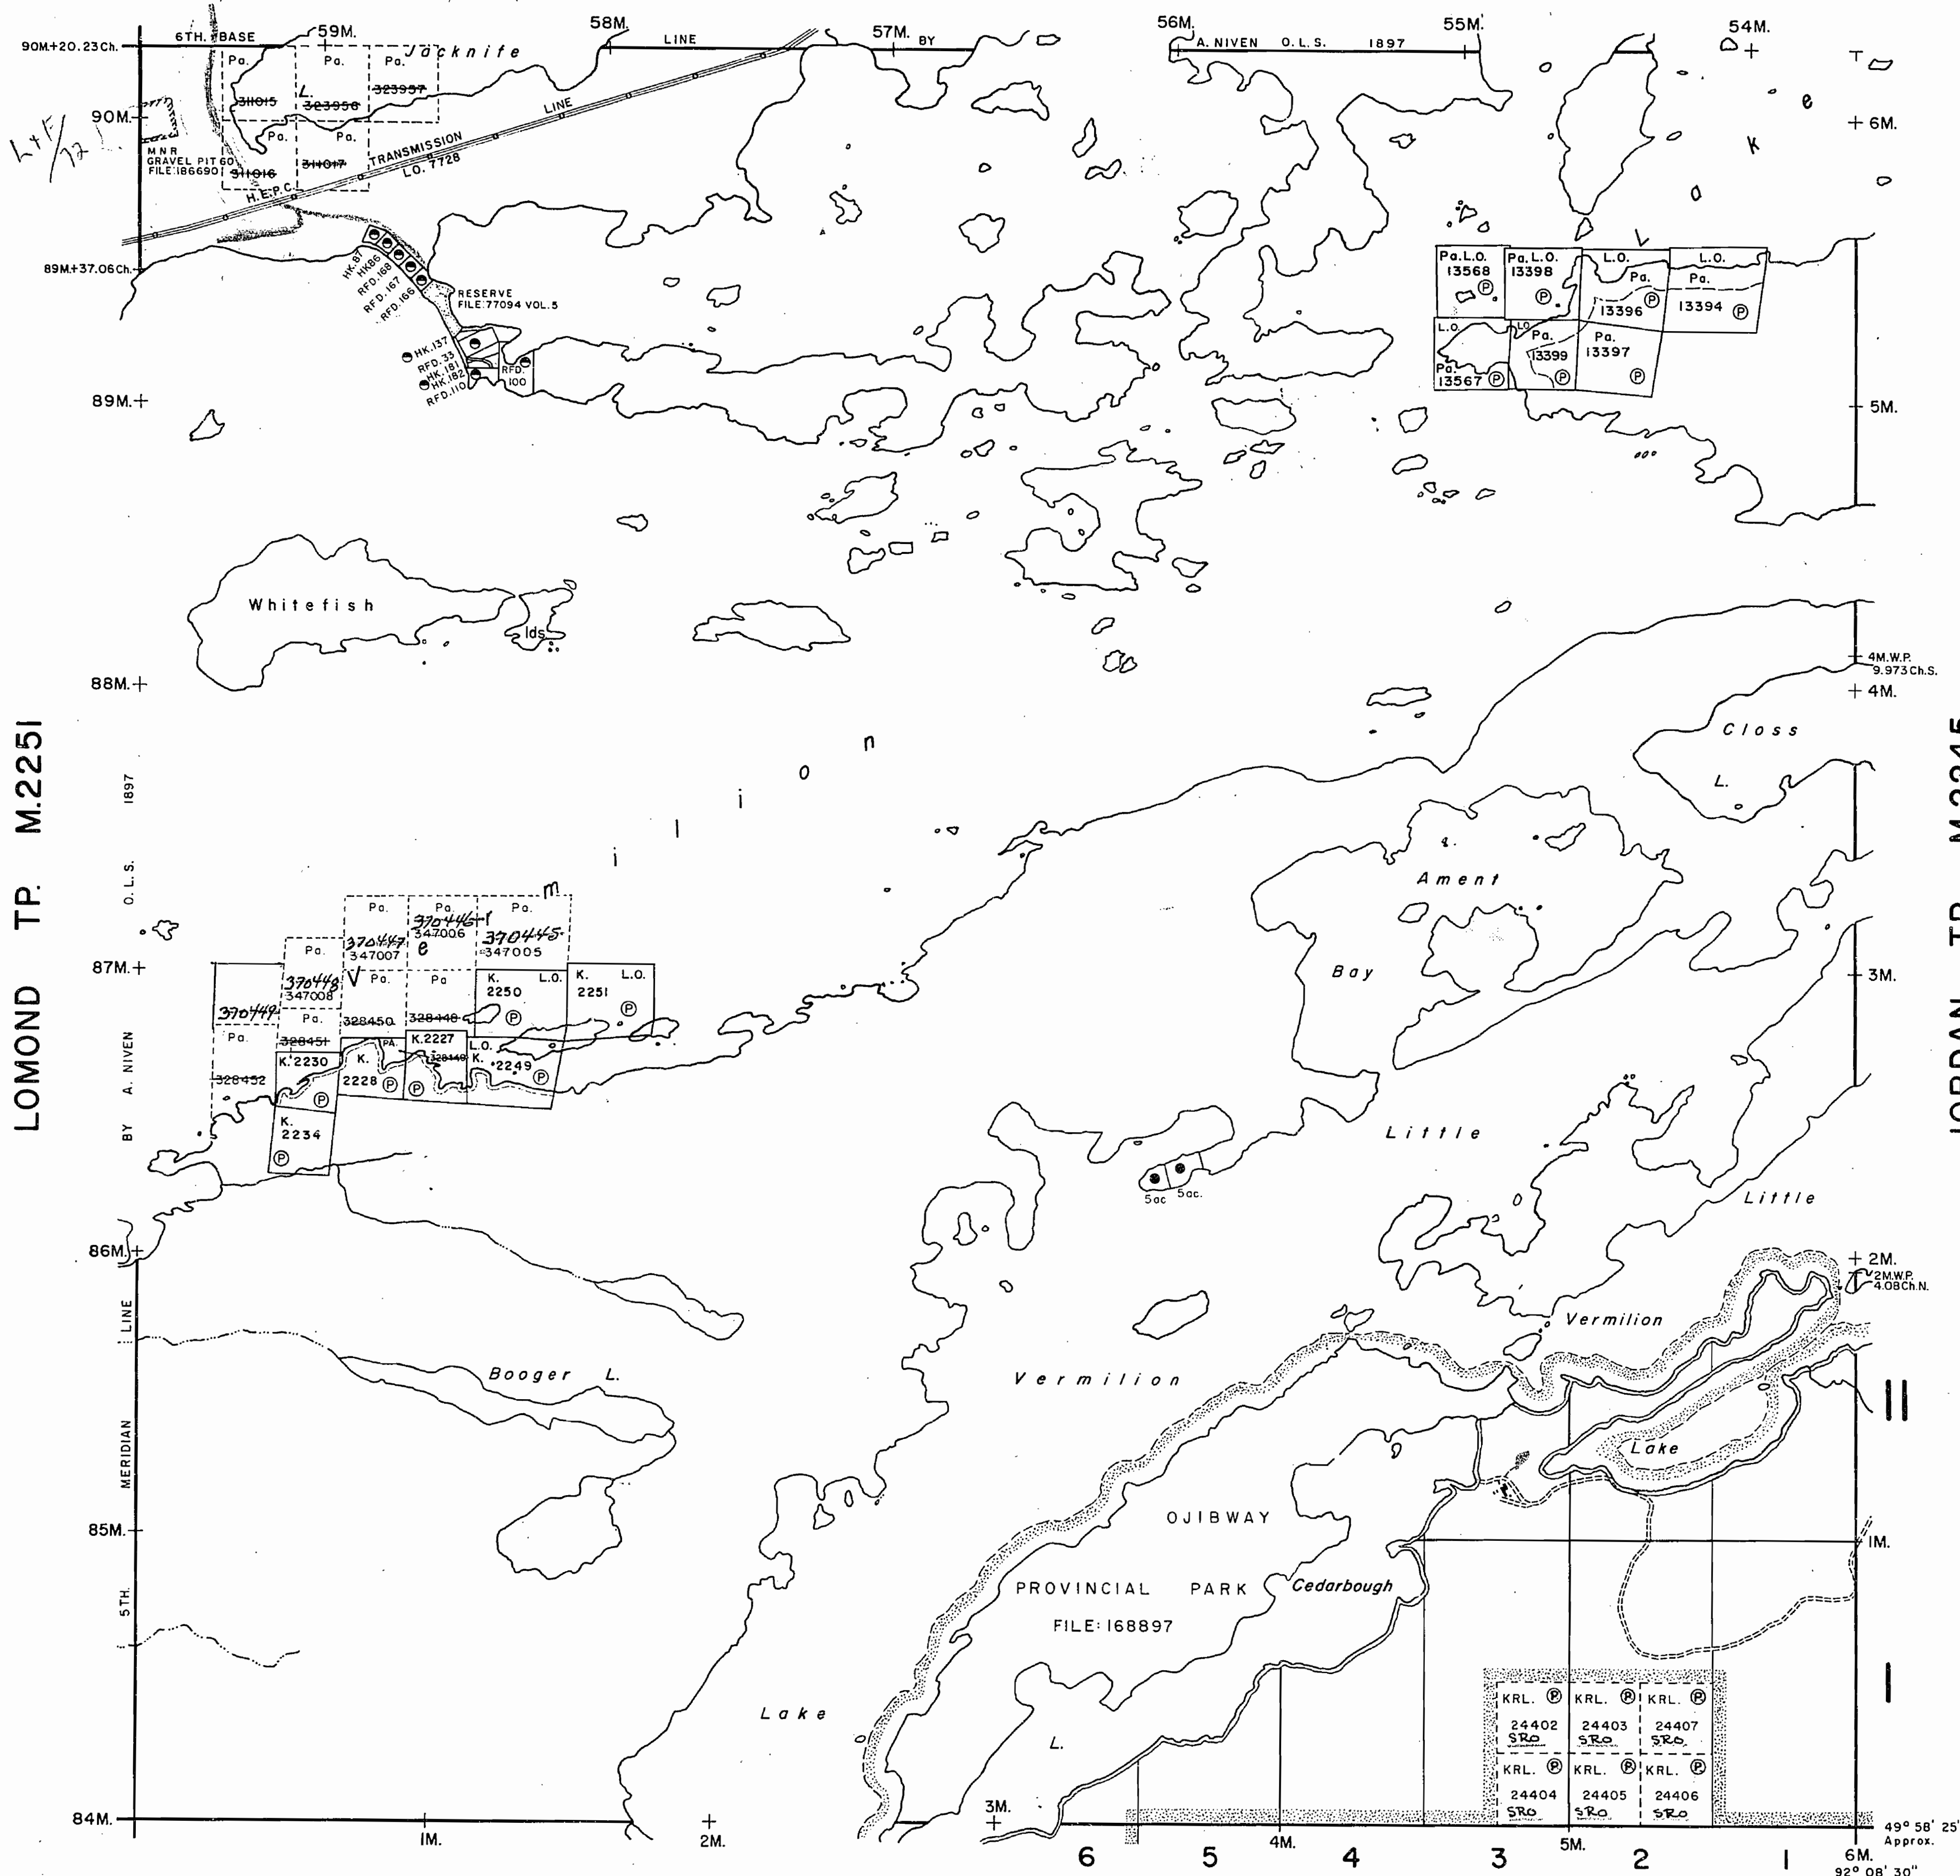 59M.
58M.
57M.
56M.
55M.
54M.
90M.+20.23Ch.
6TH. BASE
LINE
BY
A. NIVEN O.L.S. 1897
Jacknife
L.
Pa.
Pa.
Pa.
311015
323958
323957
Pa.
Pa.
311016
311017
90M.
L+F/72
M N R
GRAVEL PIT 60
FILE:186690
H.E.P.C. TRANSMISSION LINE
L.O. 7728
6M.
e
k
L
89M+37.06Ch.
HK.87
HK86
RFD.168
RFD.167
RFD.166
RESERVE
FILE:77094 VOL.5
HK.137
RFD.33
HK.181
HK.182
RFD.110
RFD.
100
Pa.L.O.
13568
P
Pa.L.O.
13398
P
L.O.
Pa.
13396
P
L.O.
Pa.
13394
P
L.O.
Pa.
13567
P
L.O.
Pa.
13399
P
Pa.
13397
P
89M.
5M.
Whitefish
Ids.
88M.
4M.W.P.
9.973Ch.S.
4M.
Closs
L.
LOMOND TP. M.2251
JORDAN TP. M.2245
n
o
i
l
i
m
r
e
V
Ament
Bay
Pa.
Pa.
Pa.
370447
347007
370446
347006
370445
347005
Pa.
370448
347008
Pa.
Pa
K. L.O.
2250
P
K. L.O.
2251
P
87M.
3M.
370449
Pa.
328450
328448
Pa.
328451
328452
K.2230
P
PA.
K.
2228
P
K.2227
328449
P
L.O.
K.
2249
P
K.
2234
P
5TH. MERIDIAN LINE BY A. NIVEN O.L.S. 1897
Little
5ac
5ac.
Little
86M.
2M.
2M.W.P.
4.08Ch.N.
Vermilion
Booger L.
Vermilion
II
Lake
85M.
OJIBWAY
1M.
PROVINCIAL PARK
Cedarbough
FILE:168897
I
Lake
L.
KRL. P
24402
SRO
KRL. P
24403
SRO
KRL. P
24407
SRO
KRL. P
24404
SRO
KRL. P
24405
SRO
KRL. P
24406
SRO
84M.
1M.
2M.
3M.
4M.
5M.
6M.
49° 58' 25"
Approx.
92° 08' 30"
6 5 4 3 2 1